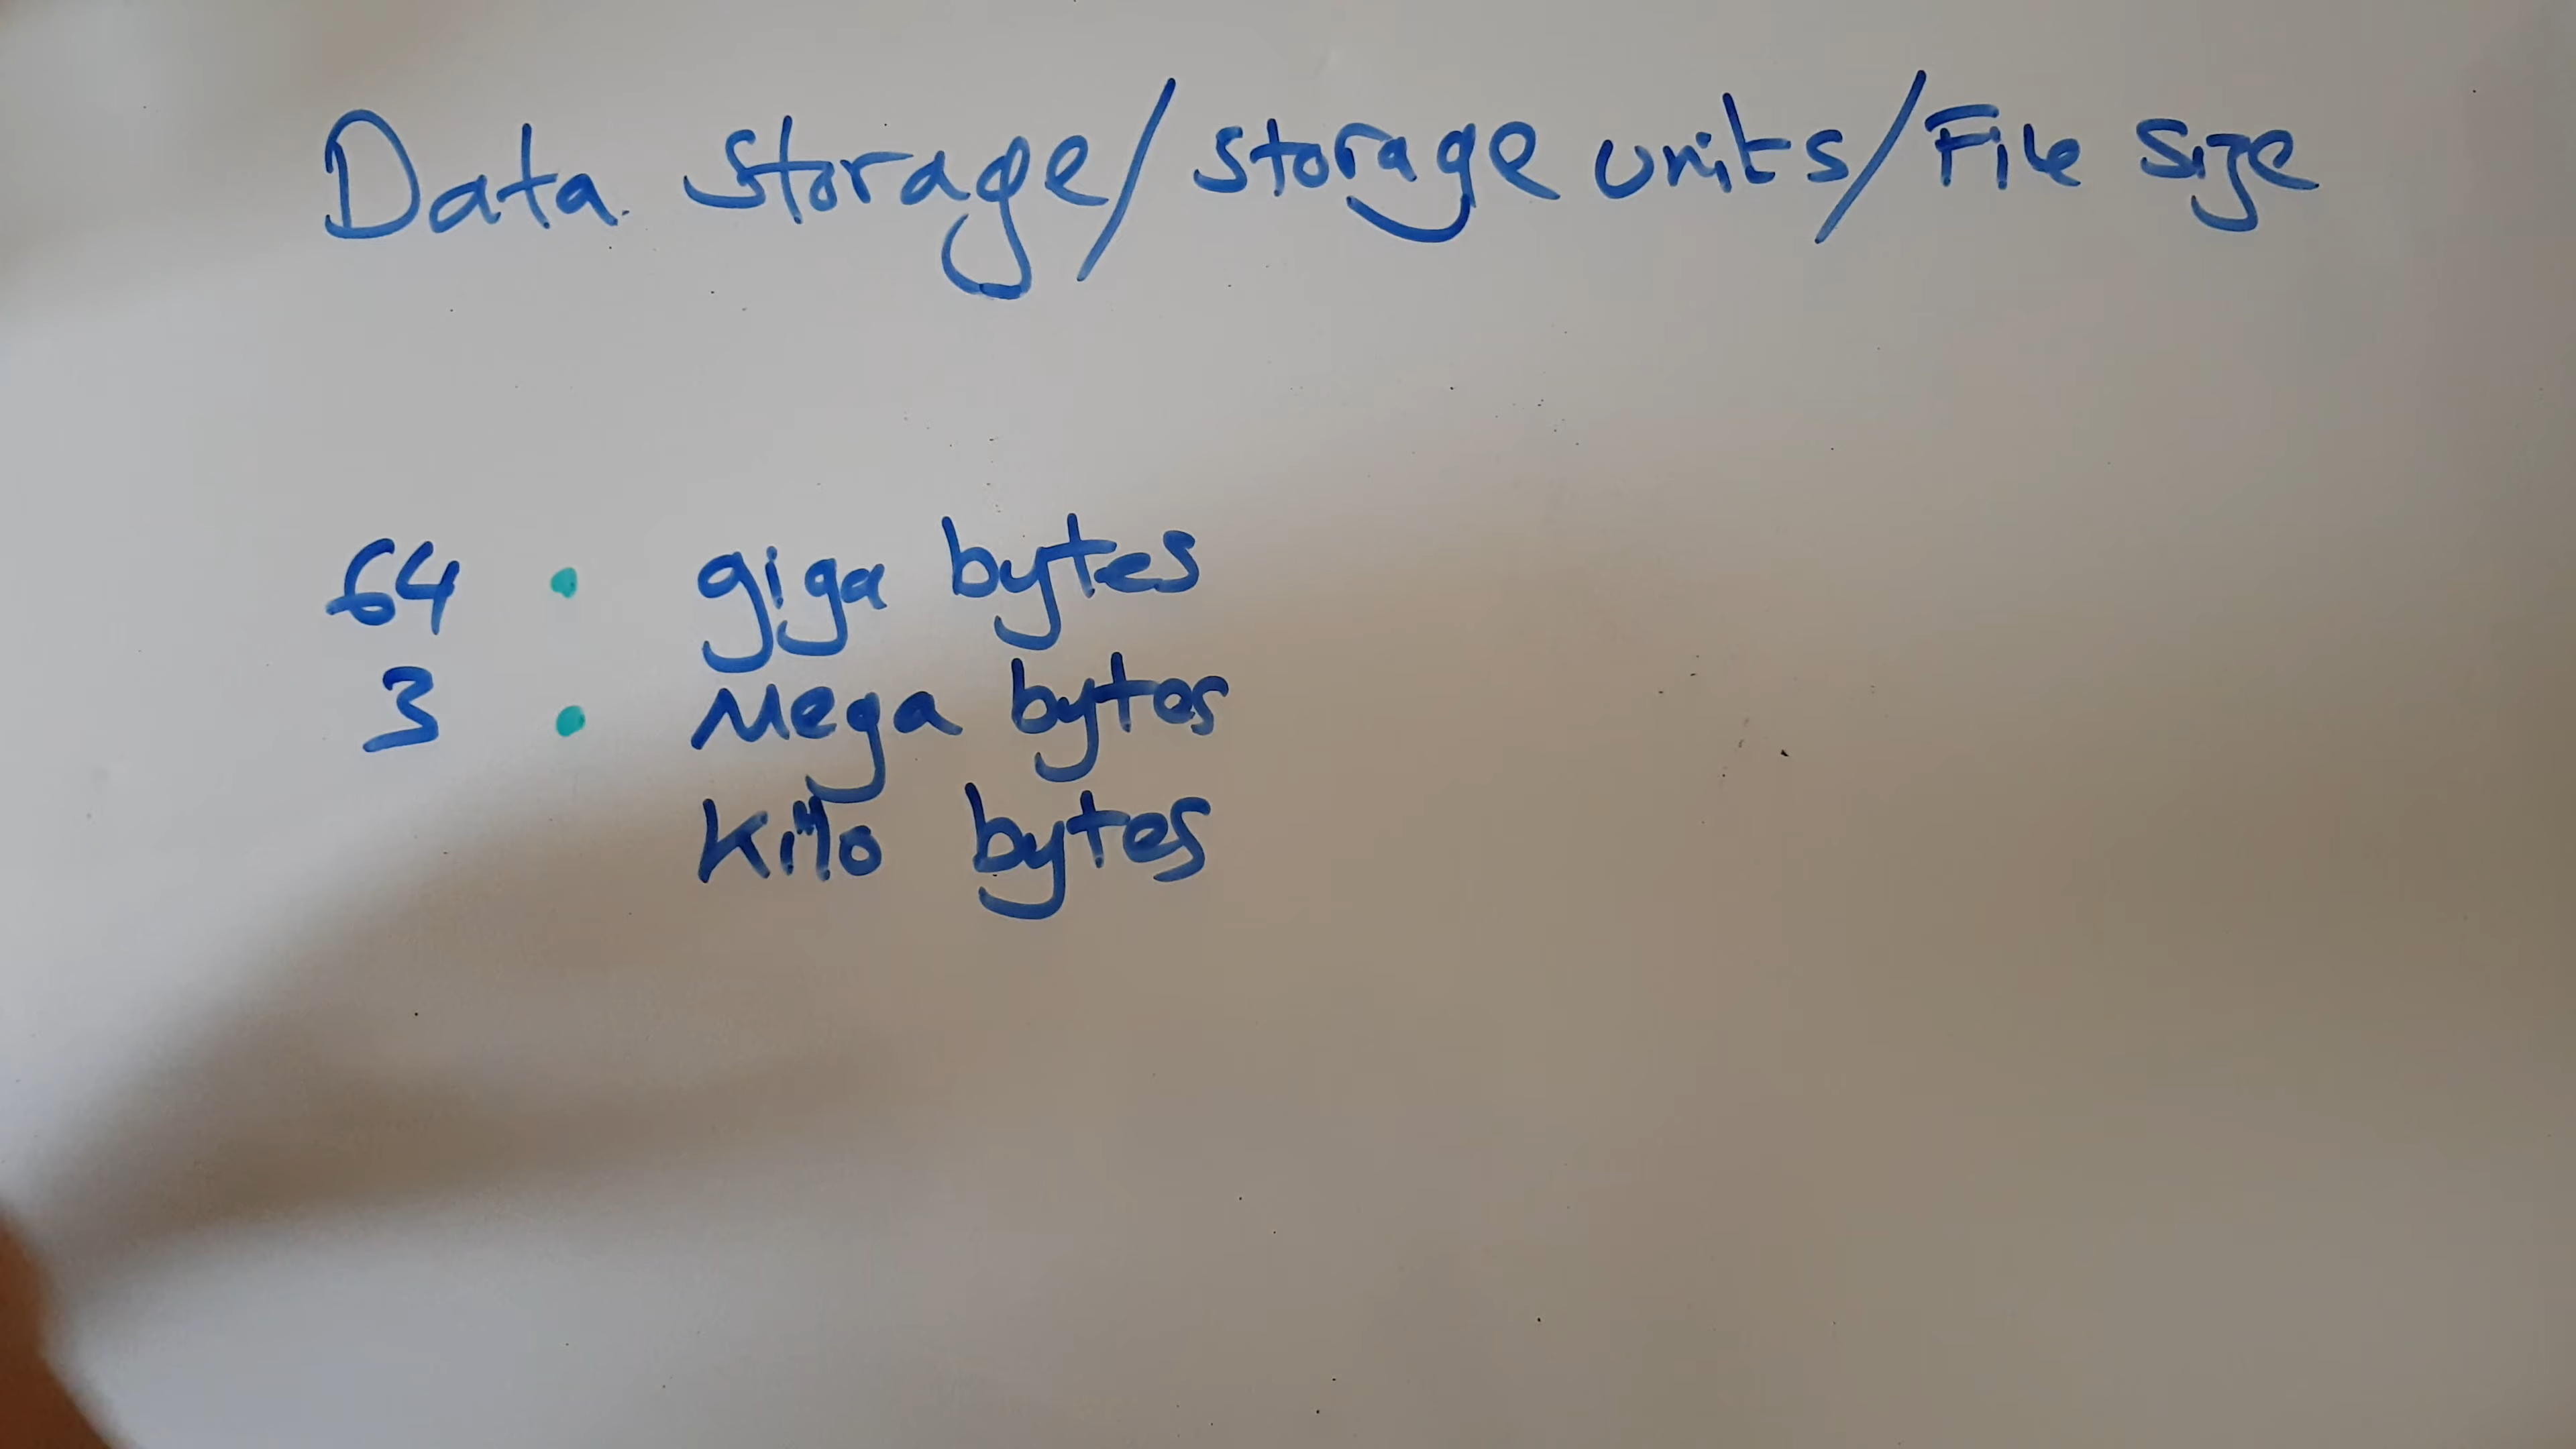 Data storage/storage units/File size
64 • giga bytes
3 • Mega bytes
Kilo bytes